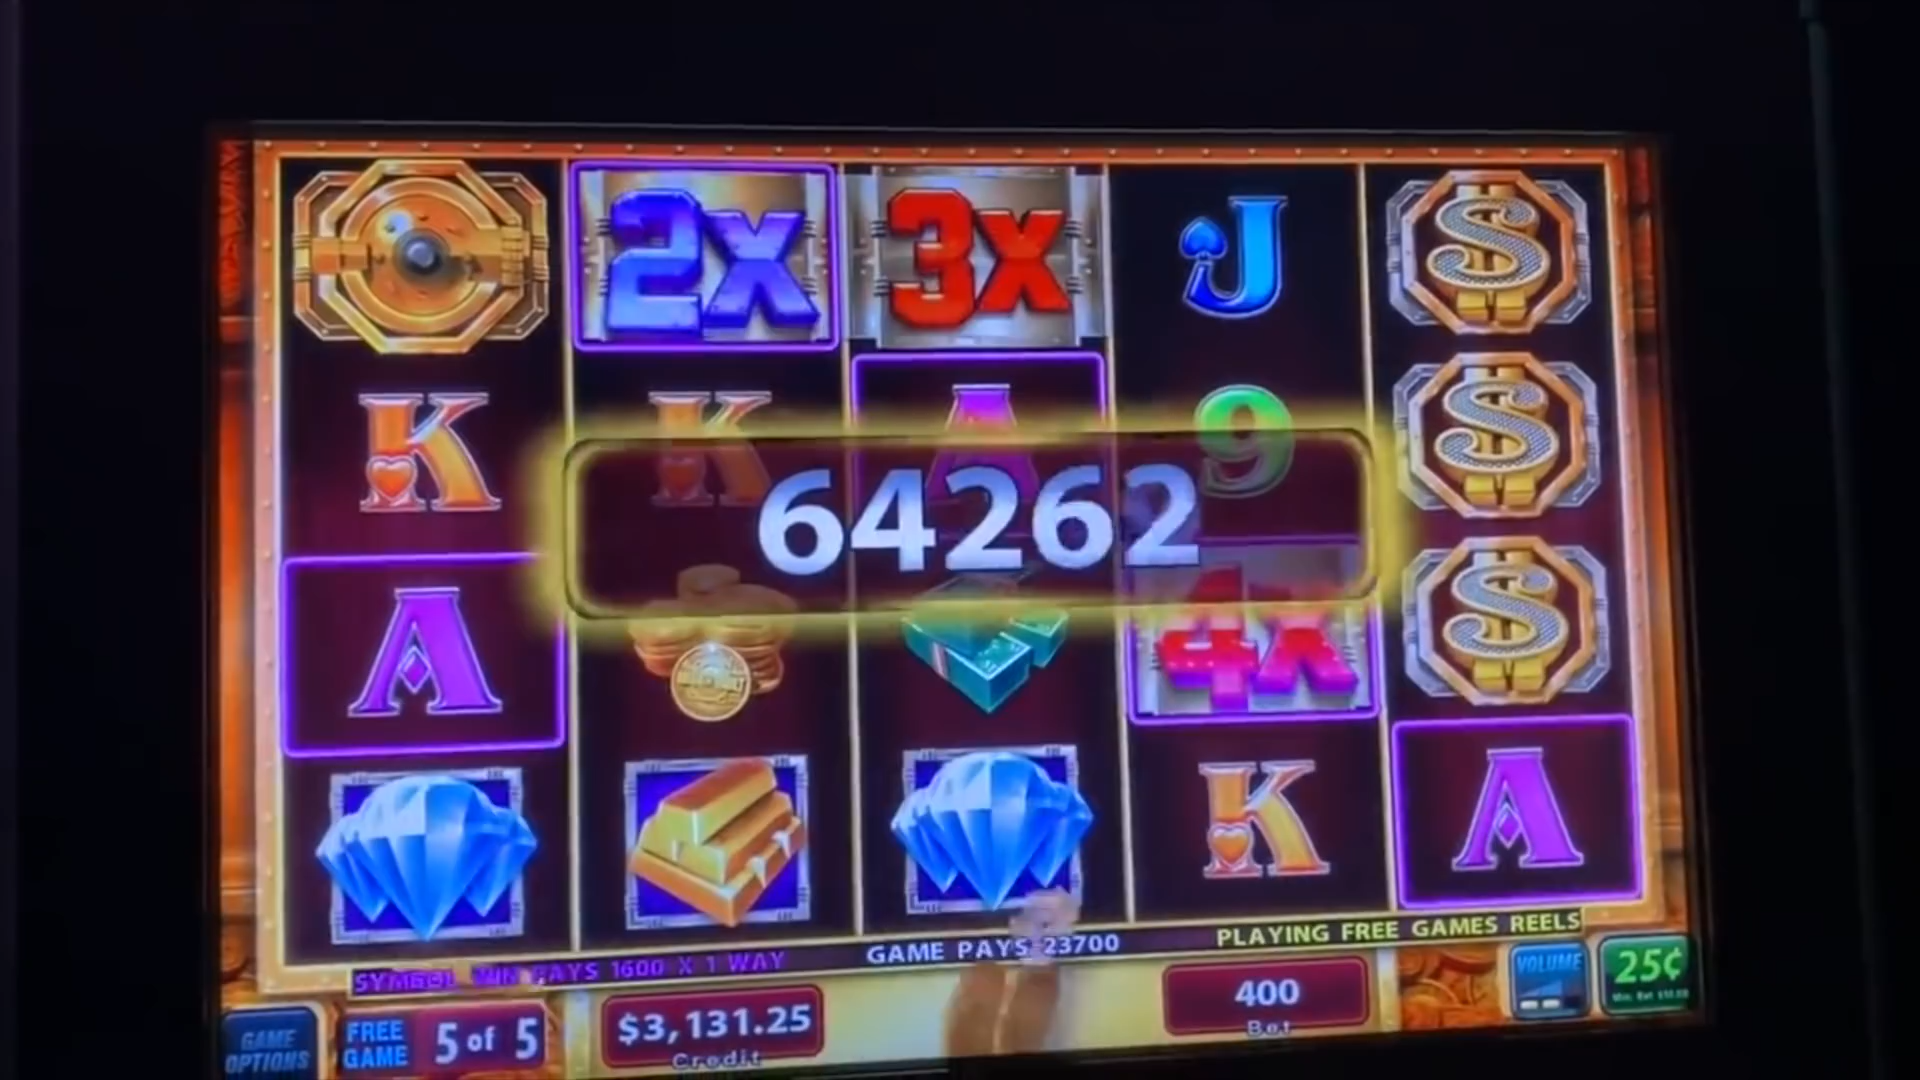 2X 3X J $
K K A 9 $
64262
A 4X $
K A
SYMBOL WIN PAYS 1600 X 1 WAY
GAME PAYS 23700
PLAYING FREE GAMES REELS
GAME OPTIONS
FREE GAME 5 of 5
$3,131.25
Credit
400
Bet
VOLUME
25¢